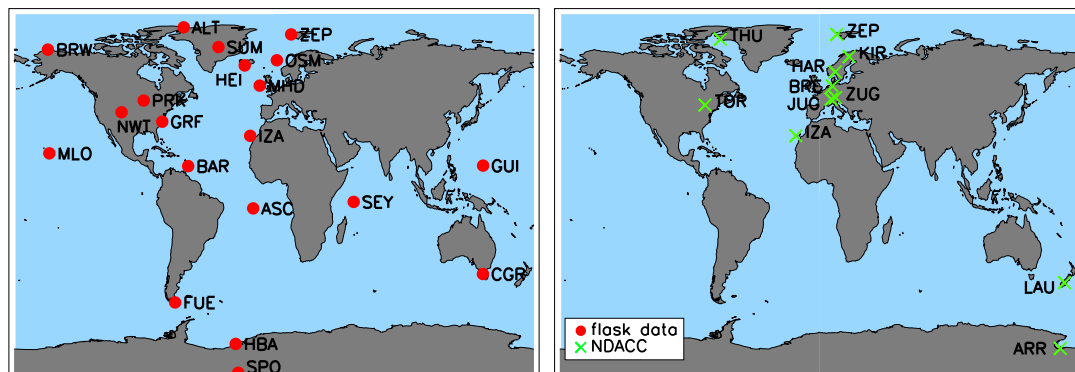 ALT
ZEP
BRW
SUM
OSM
HEI
MHD
PRK
NWT
GRF
IZA
MLO
BAR
GUI
ASC
SEY
CGR
FUE
HBA
SPO
THU
ZEP
KIR
HAR
BRE
ZUG
JUG
TOR
IZA
LAU
ARR
flask data
NDACC